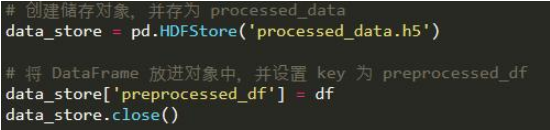 # 创建储存对象，并存为 processed_data
data_store = pd.HDFStore('processed_data.h5')
# 将 DataFrame 放进对象中，并设置 key 为 preprocessed_df
data_store['preprocessed_df'] = df
data_store.close()